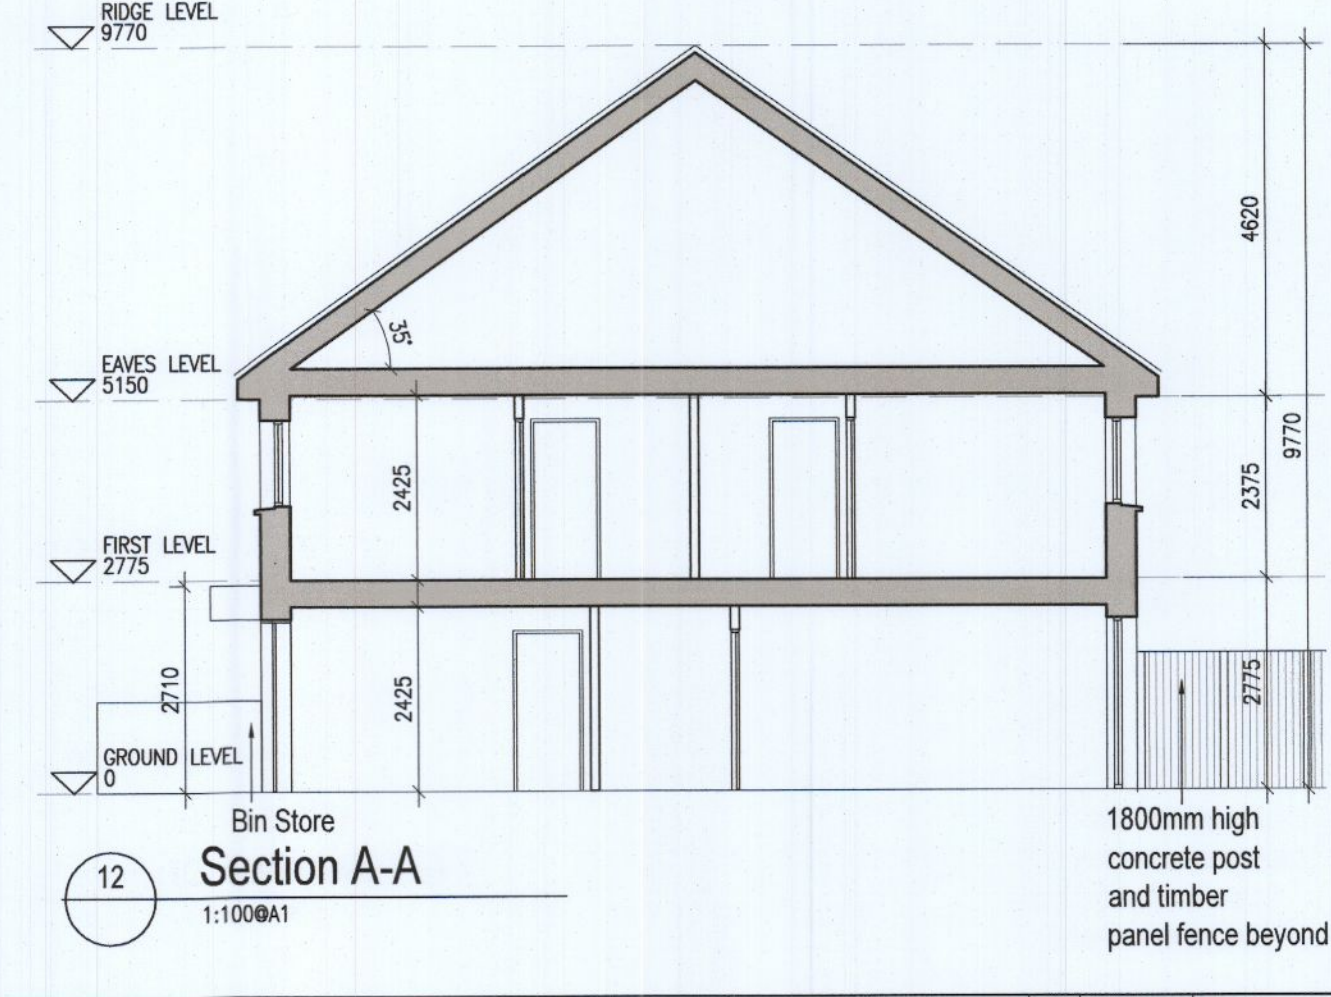 RIDGE LEVEL
9770
4620
35°
EAVES LEVEL
5150
9770
2425
2375
FIRST LEVEL
2775
2710
2425
2775
GROUND LEVEL
0
Bin Store
12
Section A-A
1:100@A1
1800mm high
concrete post
and timber
panel fence beyond